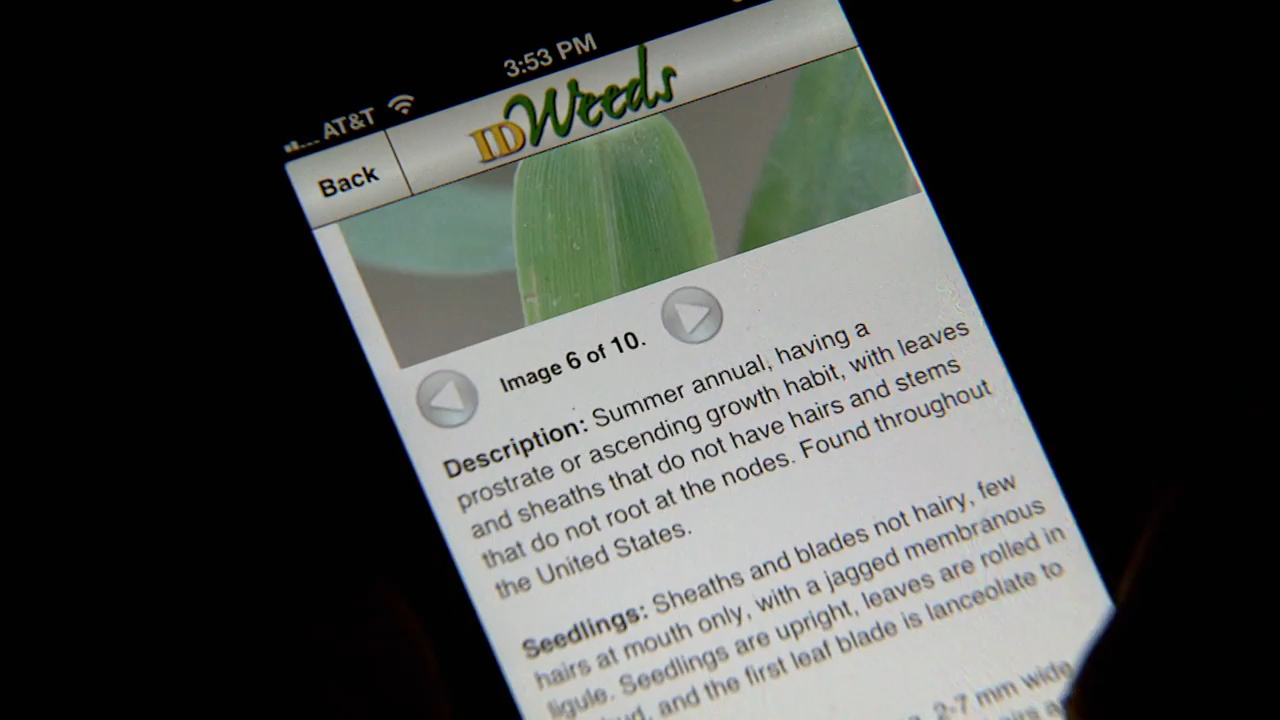 3:53 PM
AT&T
Back
IDWeeds
Image 6 of 10.
Description: Summer annual, having a
prostrate or ascending growth habit, with leaves
and sheaths that do not have hairs and stems
that do not root at the nodes. Found throughout
the United States.
Seedlings: Sheaths and blades not hairy, few
hairs at mouth only, with a jagged membranous
ligule. Seedlings are upright, leaves are rolled in
bud, and the first leaf blade is lanceolate to
2-7 mm wide